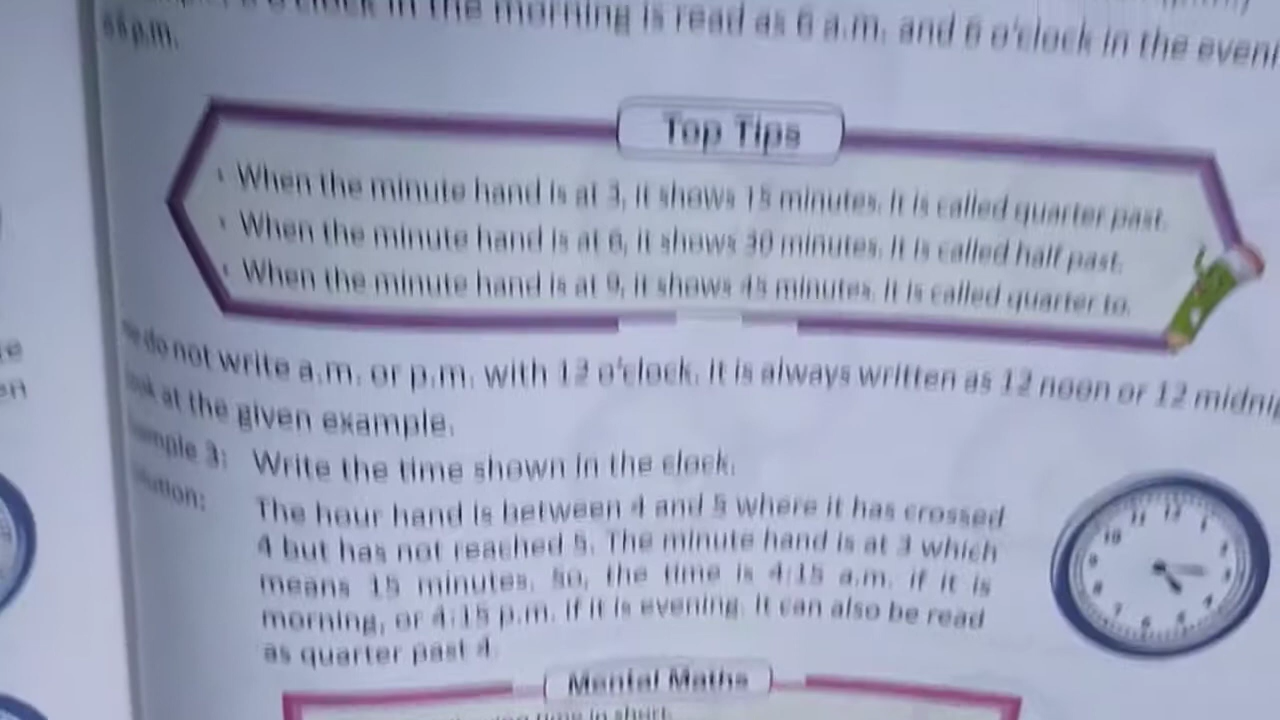 o'clock in the morning is read as 6 a.m. and 6 o'clock in the
p.m.
Top Tips
• When the minute hand is at 3, it shows 15 minutes. It is called quarter past.
• When the minute hand is at 6, it shows 30 minutes. It is called half past.
• When the minute hand is at 9, it shows 45 minutes. It is called quarter to.
do not write a.m. or p.m. with 12 o'clock. It is always written as 12 noon or 12
at the given example.
3: Write the time shown in the clock.
The hour hand is between 4 and 5 where it has crossed
4 but has not reached 5. The minute hand is at 3 which
means 15 minutes. So, the time is 4:15 a.m. if it is
morning, or 4:15 p.m. if it is evening. It can also be read
as quarter past 4.
Mental Maths
time in short.